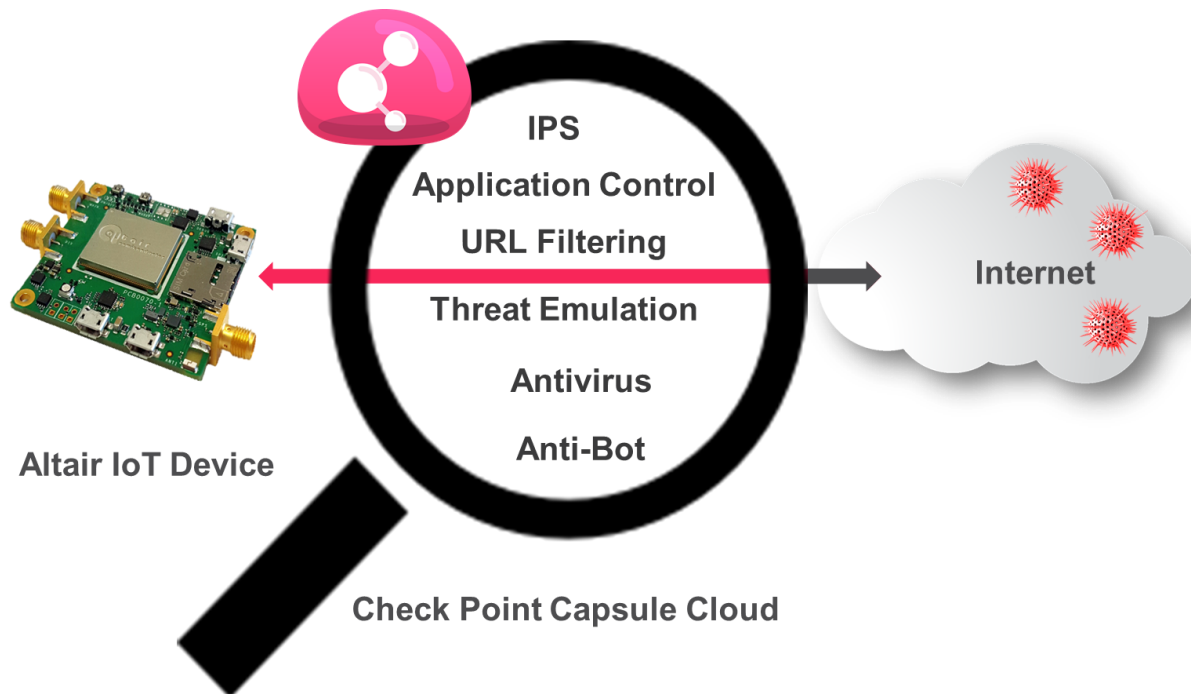 IPS
Application Control
URL Filtering
Internet
Threat Emulation
Antivirus
Anti-Bot
Altair IoT Device
Check Point Capsule Cloud